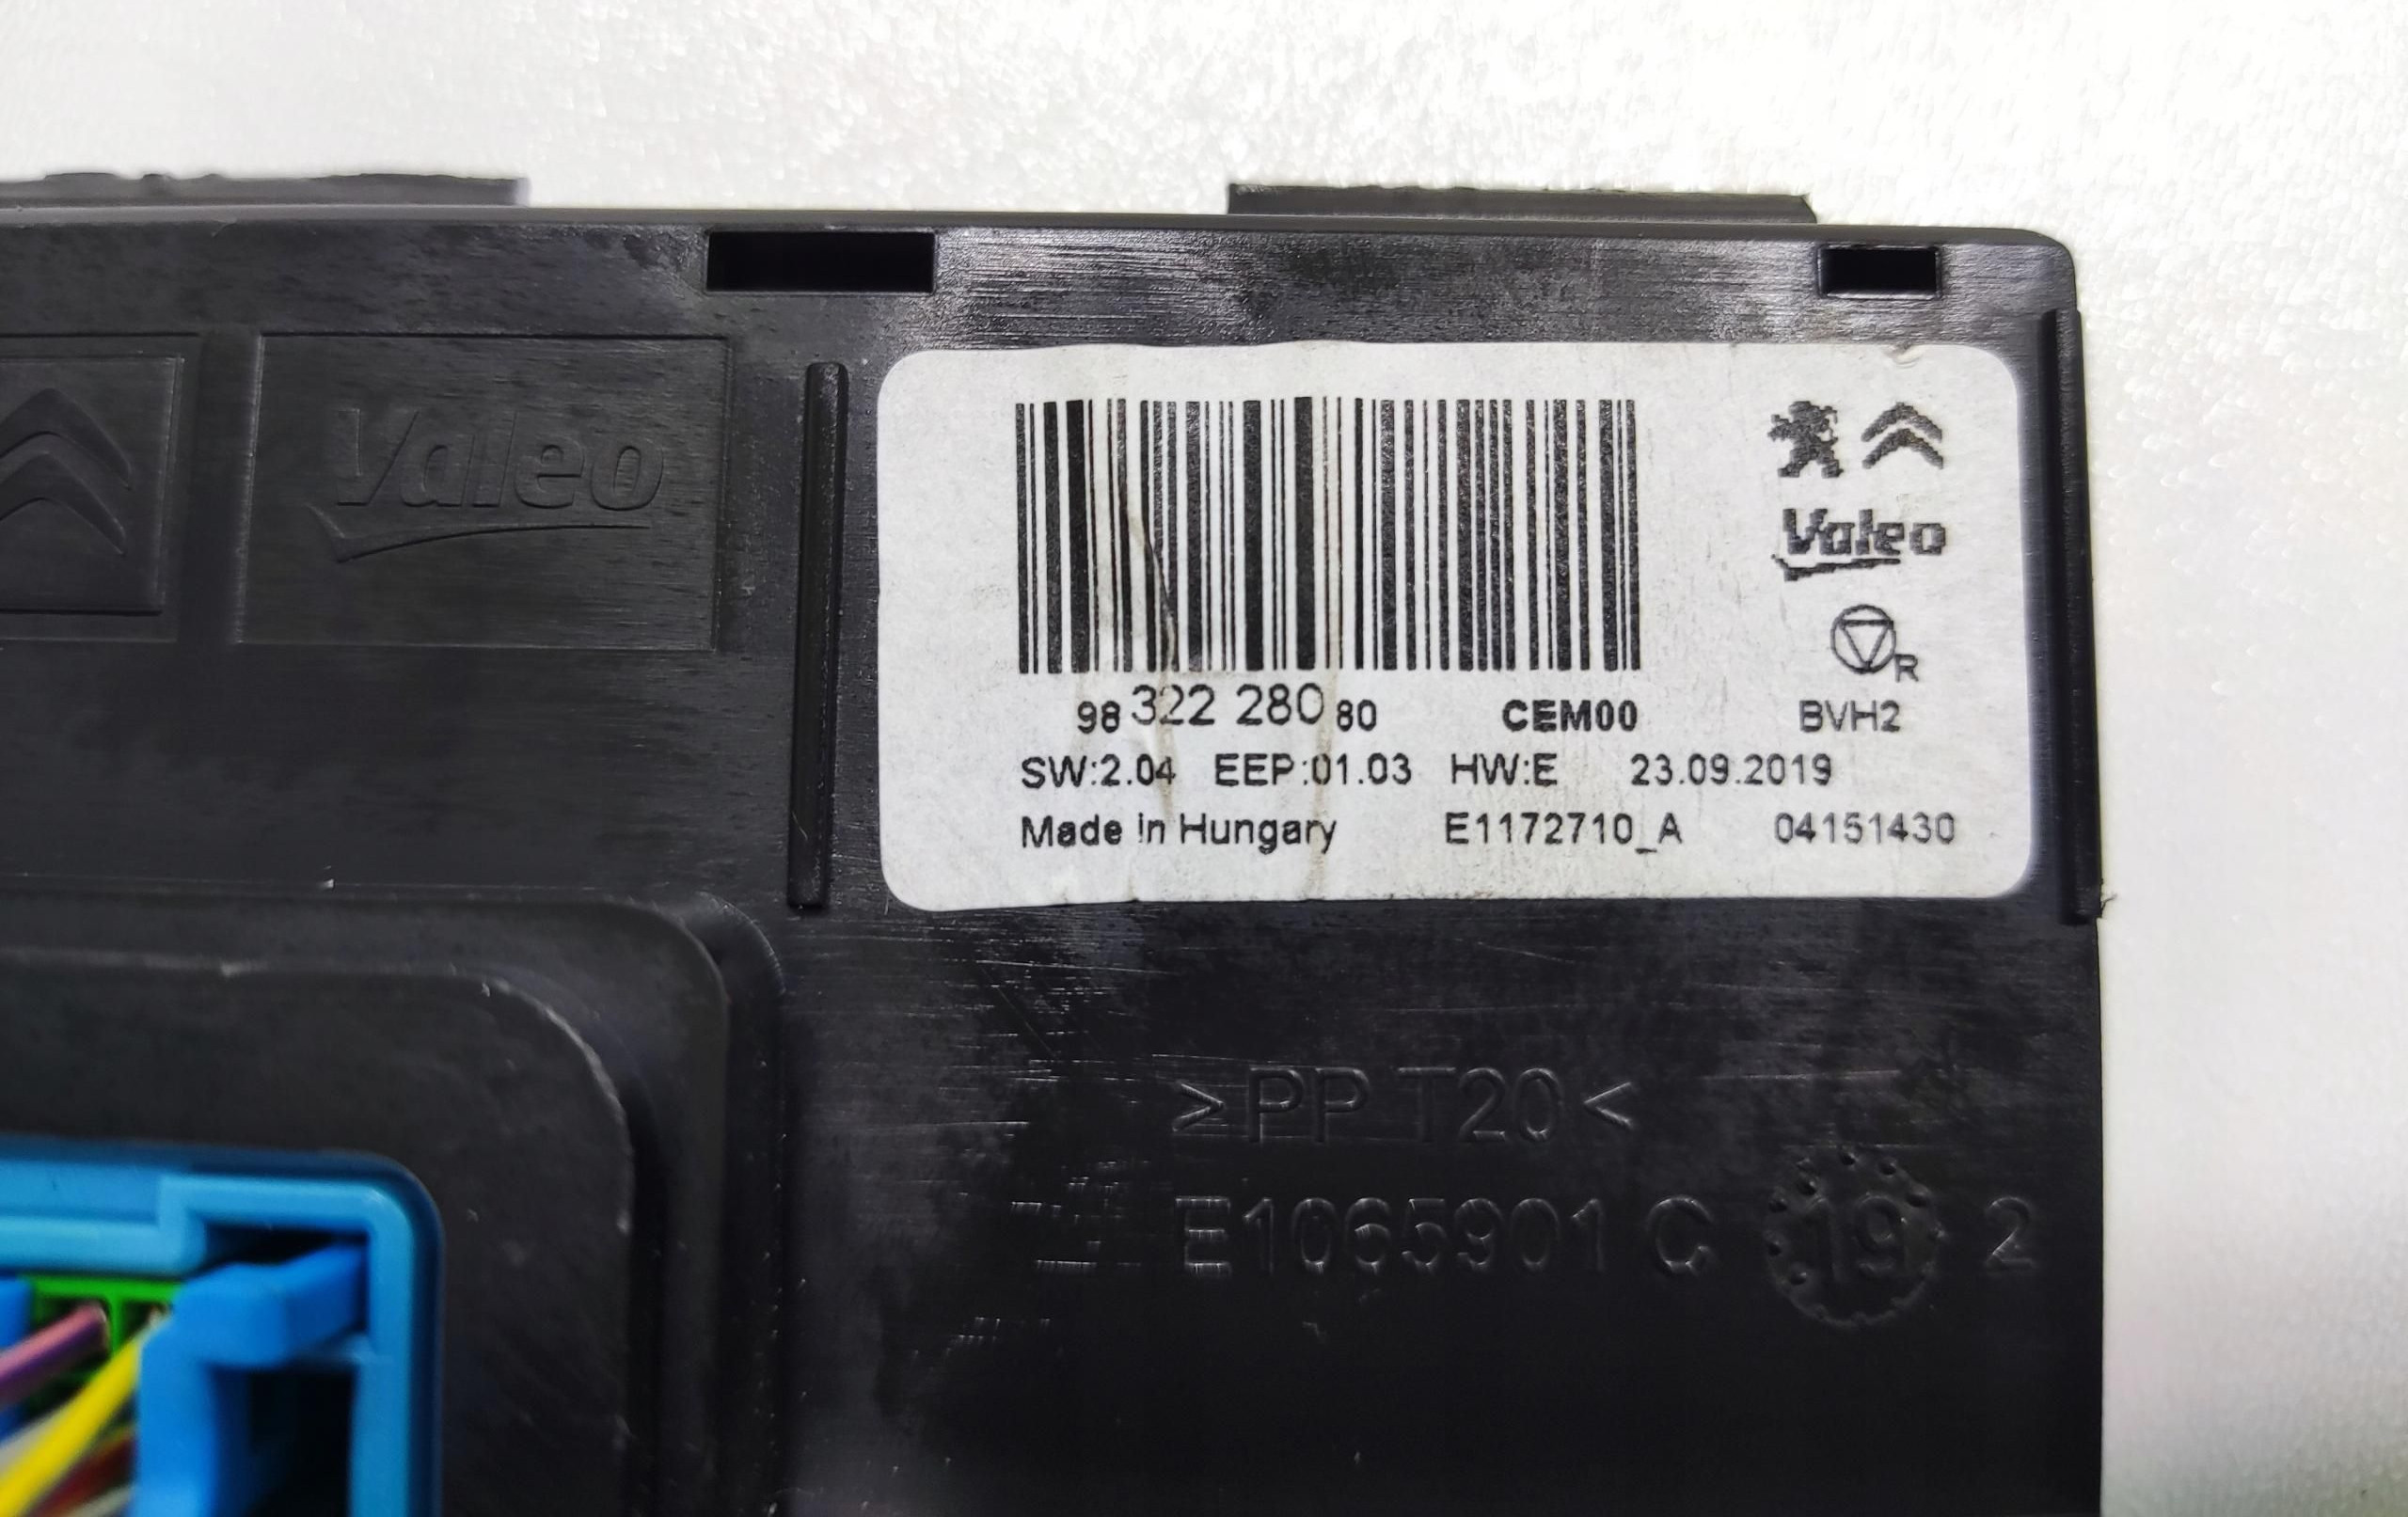 Valeo
Valeo
R
98 322 280 80 CEM00 BVH2
SW:2.04 EEP:01.03 HW:E 23.09.2019
Made in Hungary E1172710_A 04151430
>PP T20<
E1065901 C 19 2